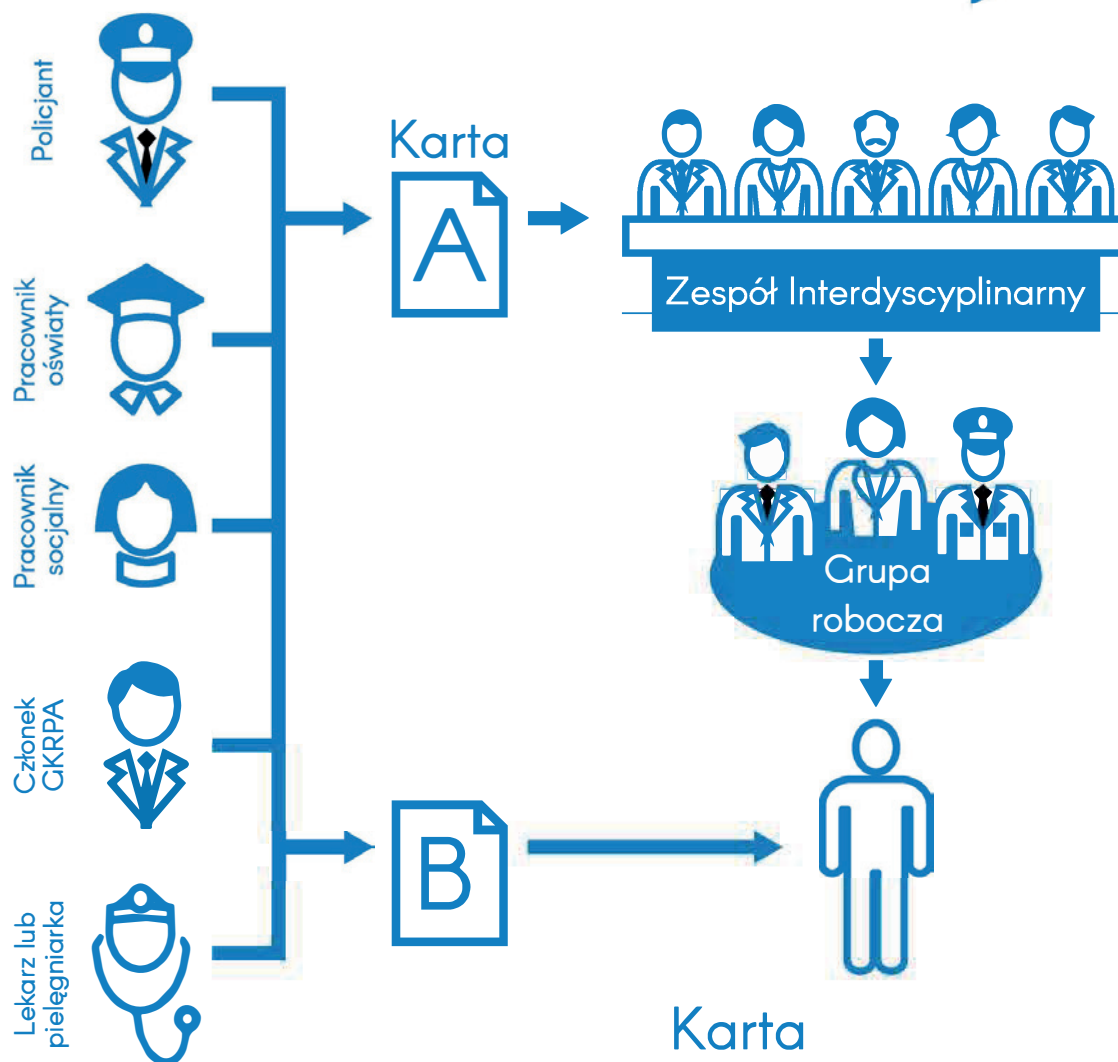 Policjant
Pracownik
oświaty
Pracownik
socjalny
Członek
GKRPA
Lekarz lub
pielęgniarka
Karta
A
Zespół Interdyscyplinarny
Grupa
robocza
B
Karta